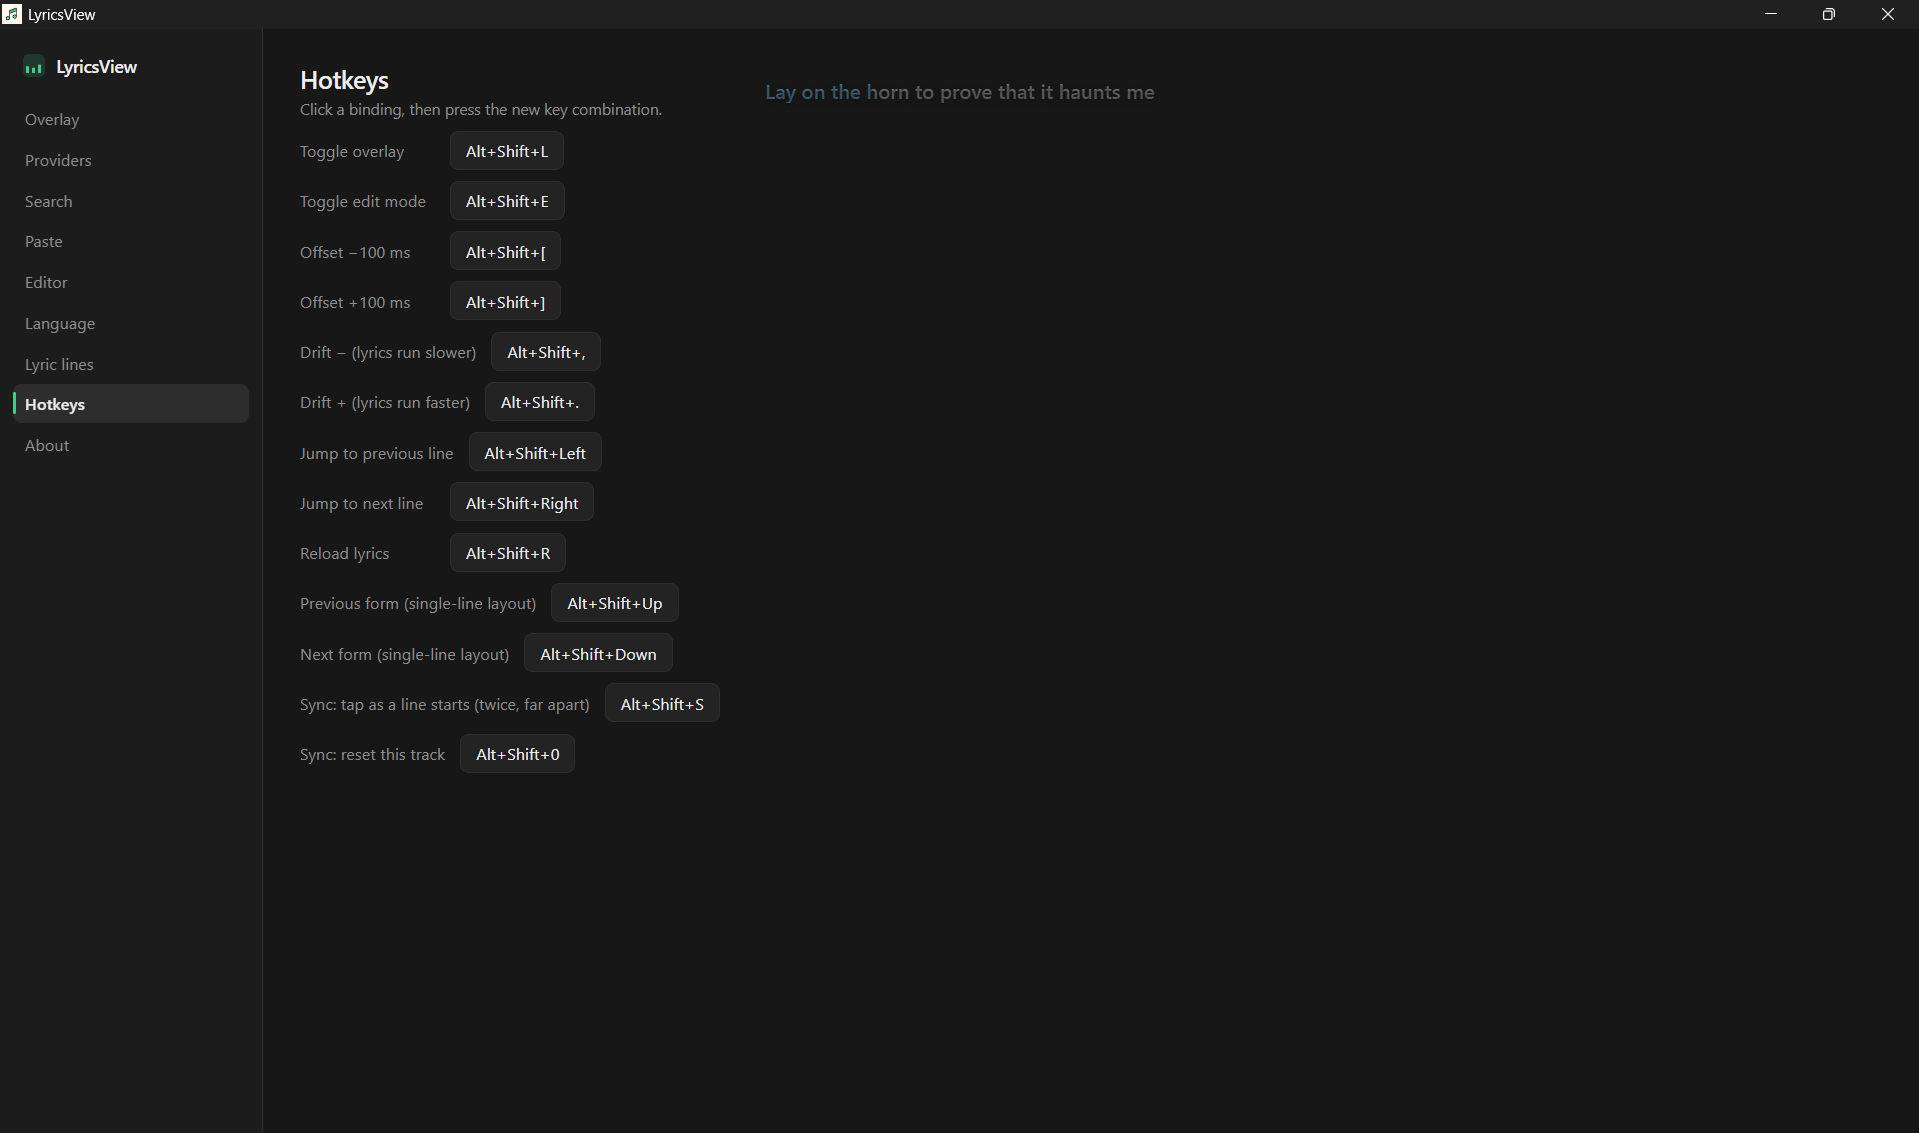 LyricsView
LyricsView
Overlay
Providers
Search
Paste
Editor
Language
Lyric lines
Hotkeys
About
Hotkeys
Click a binding, then press the new key combination.
Lay on the horn to prove that it haunts me
Toggle overlay Alt+Shift+L
Toggle edit mode Alt+Shift+E
Offset −100 ms Alt+Shift+[
Offset +100 ms Alt+Shift+]
Drift − (lyrics run slower) Alt+Shift+,
Drift + (lyrics run faster) Alt+Shift+.
Jump to previous line Alt+Shift+Left
Jump to next line Alt+Shift+Right
Reload lyrics Alt+Shift+R
Previous form (single-line layout) Alt+Shift+Up
Next form (single-line layout) Alt+Shift+Down
Sync: tap as a line starts (twice, far apart) Alt+Shift+S
Sync: reset this track Alt+Shift+0